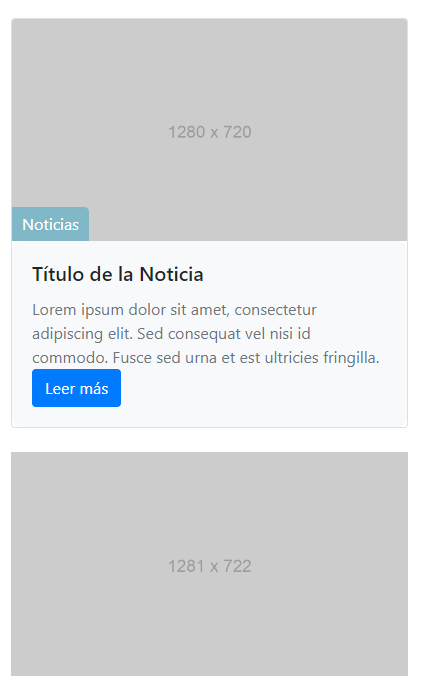 1280 x 720
Noticias
Título de la Noticia
Lorem ipsum dolor sit amet, consectetur
adipiscing elit. Sed consequat vel nisi id
commodo. Fusce sed urna et est ultricies fringilla.
Leer más
1281 x 722